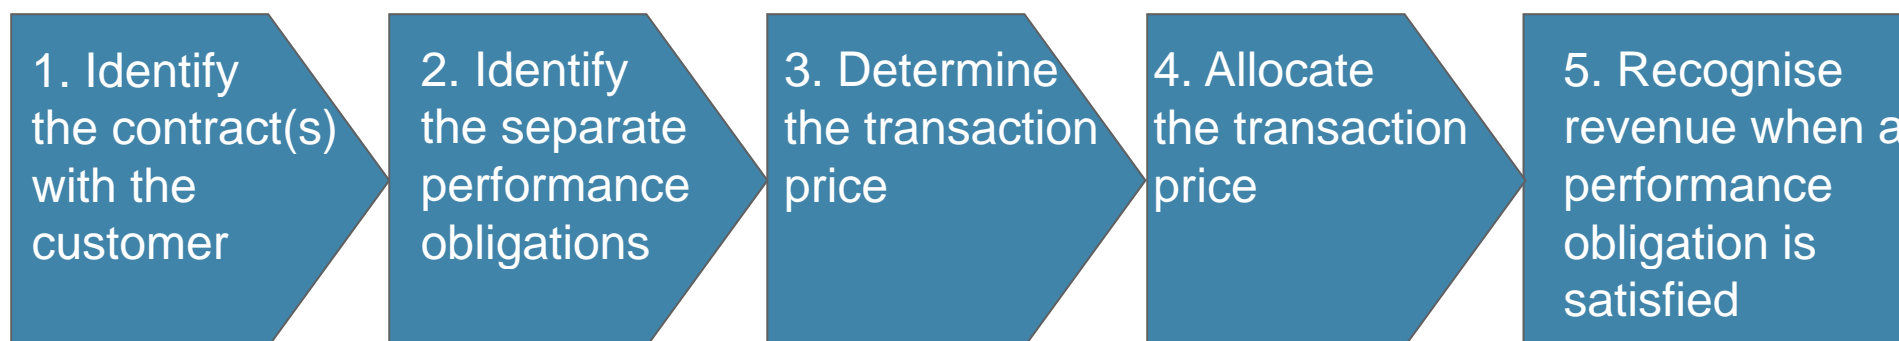 1. Identify
the contract(s)
with the
customer
2. Identify
the separate
performance
obligations
3. Determine
the transaction
price
4. Allocate
the transaction
price
5. Recognise
revenue when a
performance
obligation is
satisfied